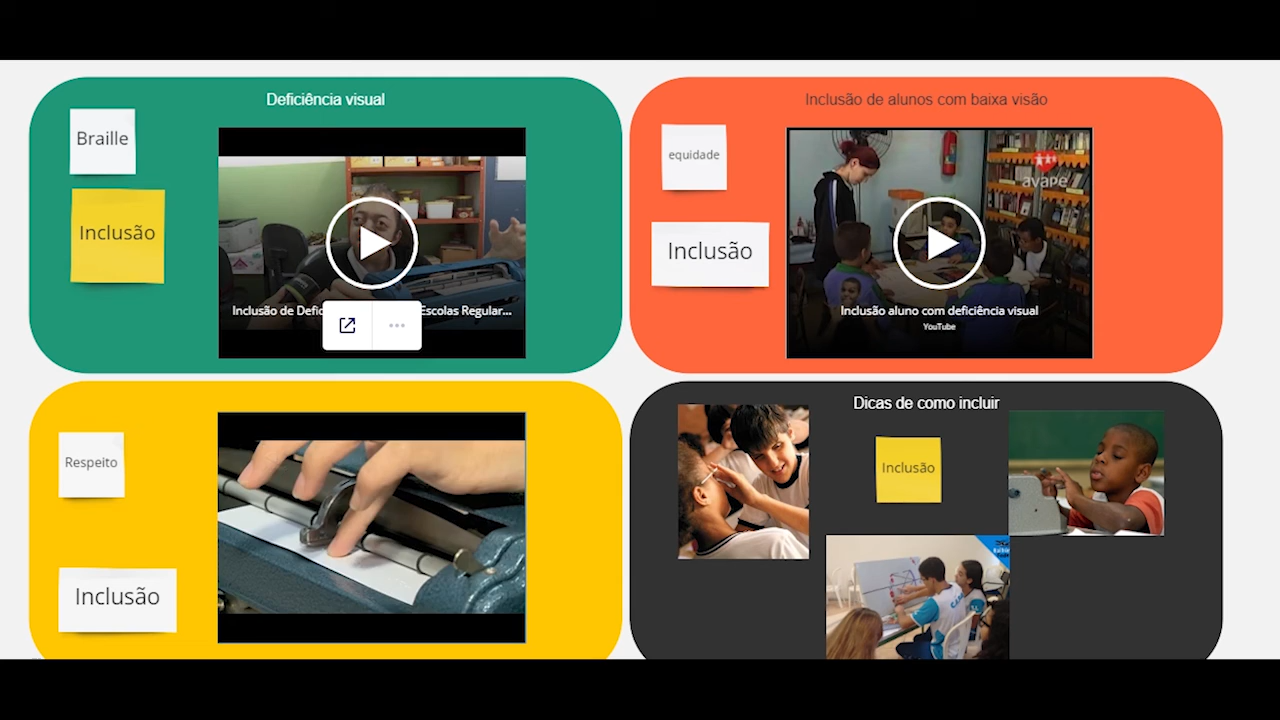 Deficiência visual
Braille
Inclusão
Inclusão de Defic
Escolas Regular...
Inclusão de alunos com baixa visão
equidade
Inclusão
avape
Inclusão aluno com deficiência visual
YouTube
Respeito
Inclusão
Dicas de como incluir
Inclusão